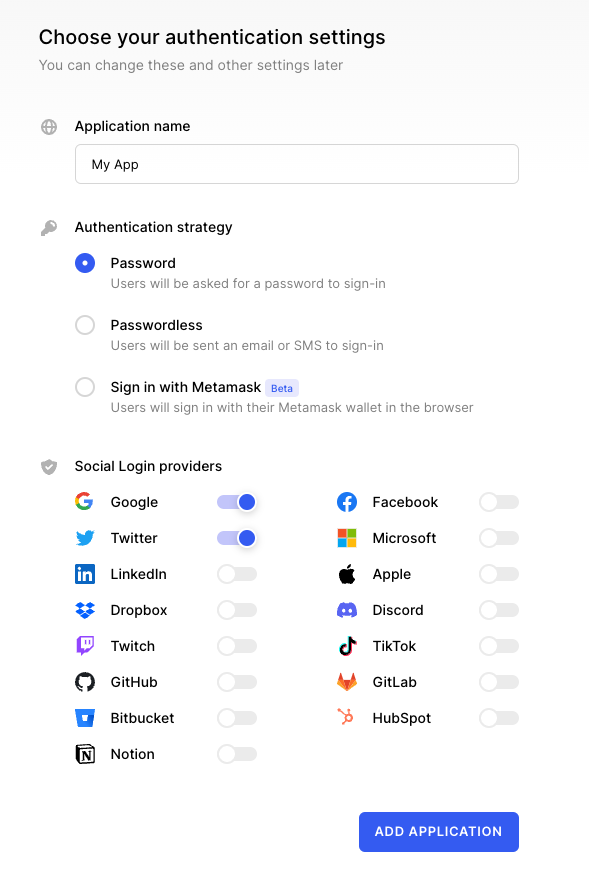 Choose your authentication settings
You can change these and other settings later
Application name
My App
Authentication strategy
Password
Users will be asked for a password to sign-in
Passwordless
Users will be sent an email or SMS to sign-in
Sign in with Metamask Beta
Users will sign in with their Metamask wallet in the browser
Social Login providers
Google Facebook
Twitter Microsoft
LinkedIn Apple
Dropbox Discord
Twitch TikTok
GitHub GitLab
Bitbucket HubSpot
Notion
ADD APPLICATION